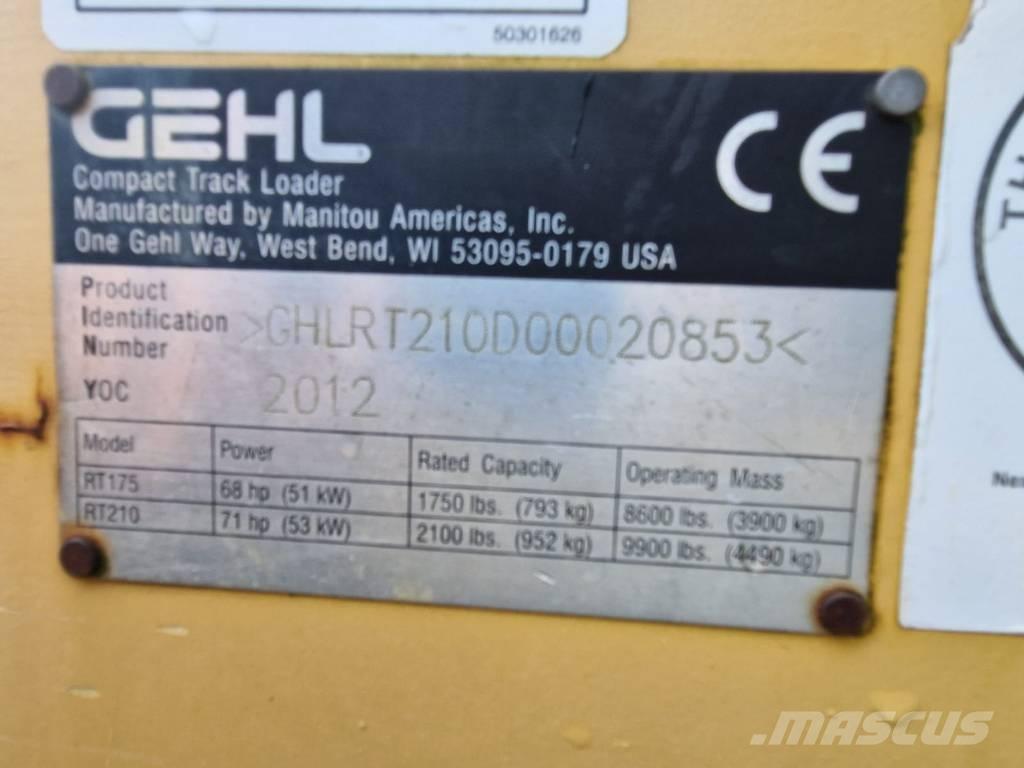 50301626
GEHL
CE
Compact Track Loader
Manufactured by Manitou Americas, Inc.
One Gehl Way, West Bend, WI 53095-0179 USA
Product
Identification >GHLRT210D00020853<
Number
YOC 2012
Model Power Rated Capacity Operating Mass
RT175 68 hp (51 kW) 1750 lbs. (793 kg) 8600 lbs. (3900 kg)
RT210 71 hp (53 kW) 2100 lbs. (952 kg) 9900 lbs. (4490 kg)
MASCUS